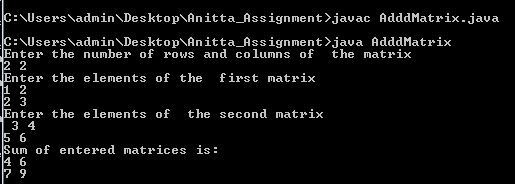 C:\Users\admin\Desktop\Anitta_Assignment>javac AdddMatrix.java
C:\Users\admin\Desktop\Anitta_Assignment>java AdddMatrix
Enter the number of rows and columns of  the matrix
2 2
Enter the elements of the  first matrix
1 2
2 3
Enter the elements of  the second matrix
 3 4
5 6
Sum of entered matrices is:
4 6
7 9